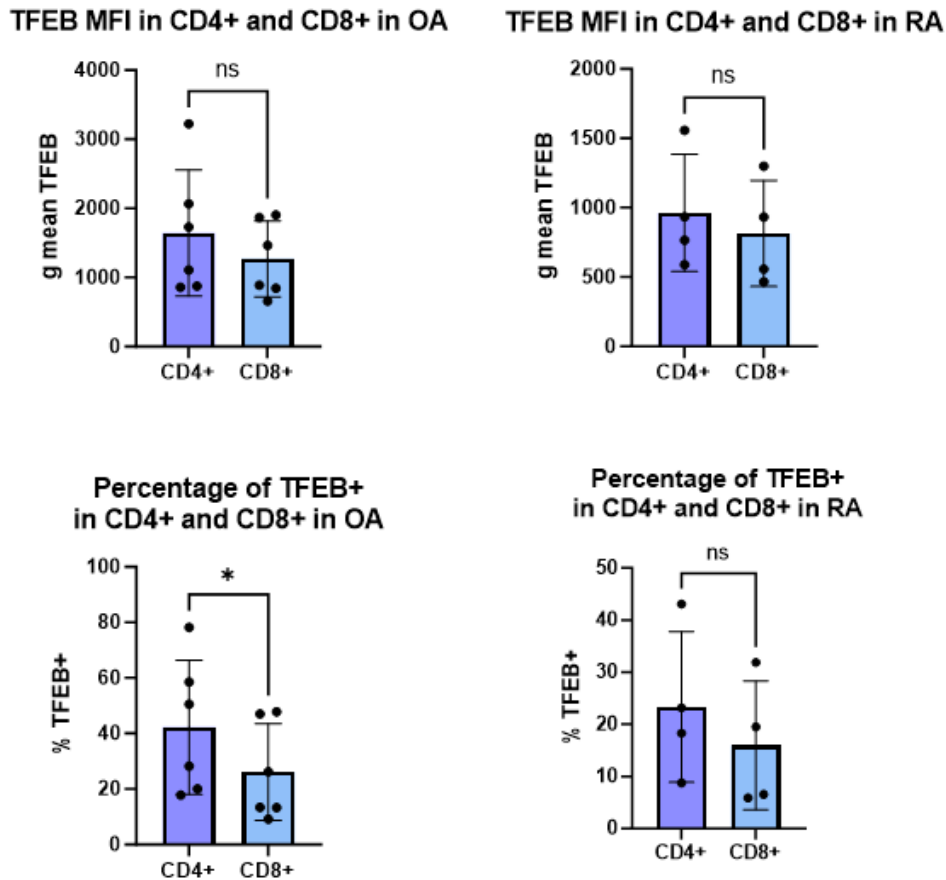 TFEB MFI in CD4+ and CD8+ in OA
4000
3000
2000
1000
0
g mean TFEB
ns
CD4+ CD8+
TFEB MFI in CD4+ and CD8+ in RA
2000
1500
1000
500
0
g mean TFEB
ns
CD4+ CD8+
Percentage of TFEB+
in CD4+ and CD8+ in OA
100
80
60
40
20
0
% TFEB+
*
CD4+ CD8+
Percentage of TFEB+
in CD4+ and CD8+ in RA
50
40
30
20
10
0
% TFEB+
ns
CD4+ CD8+